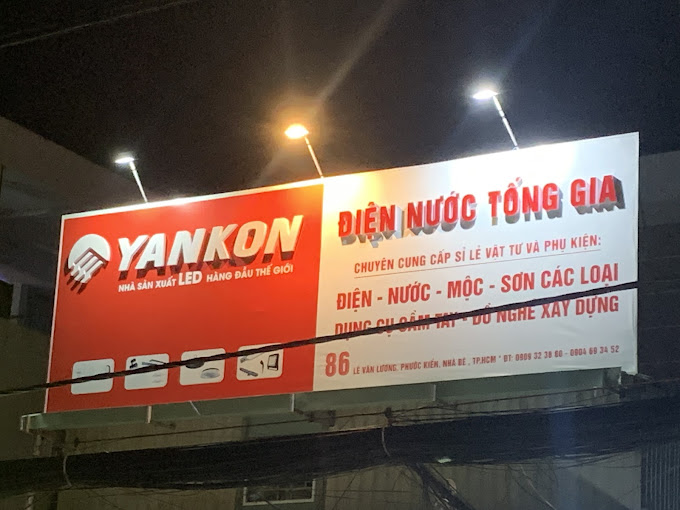 YANKON
NHÀ SẢN XUẤT LED HÀNG ĐẦU THẾ GIỚI
ĐIỆN NƯỚC TỔNG GIA
CHUYÊN CUNG CẤP SỈ LẺ VẬT TƯ VÀ PHỤ KIỆN:
ĐIỆN - NƯỚC - MỘC - SƠN CÁC LOẠI
DỤNG CỤ CẦM TAY - ĐỒ NGHỀ XÂY DỰNG
86 LÊ VĂN LƯƠNG, PHƯỚC KIỂN, NHÀ BÈ , TP.HCM * ĐT: 0909 32 38 60 - 0904 69 34 52